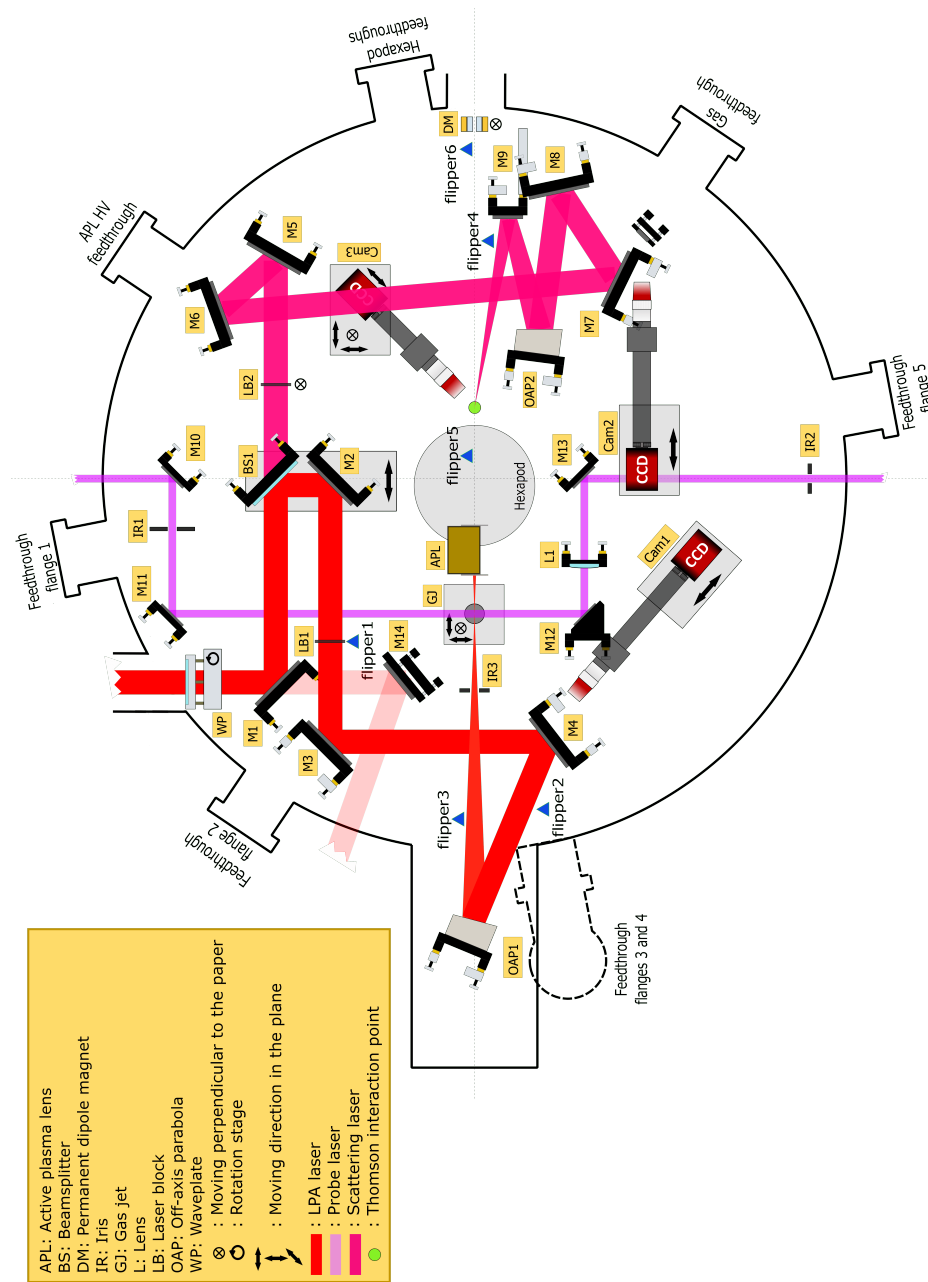 APL: Active plasma lens
BS: Beamsplitter
DM: Permanent dipole magnet
IR: Iris
GJ: Gas jet
L: Lens
LB: Laser block
OAP: Off-axis parabola
WP: Waveplate
: Moving perpendicular to the paper
: Rotation stage
: Moving direction in the plane
: LPA laser
: Probe laser
: Scattering laser
: Thomson interaction point
Feedthrough
flange 2
Feedthrough
flange 1
APL HV
feedthrough
Hexapod
feedthroughs
Gas
feedthrough
Feedthrough
flange 5
Feedthrough
flanges 3 and 4
WP
M11
IR1
M10
M6
M5
M1
M3
LB1
flipper1
M14
BS1
M2
LB2
Cam3
CCD
DM
flipper6
M9
M8
flipper4
OAP1
flipper3
flipper2
IR3
GJ
APL
flipper5
Hexapod
OAP2
M7
M4
M12
L1
M13
Cam2
CCD
Cam1
CCD
IR2